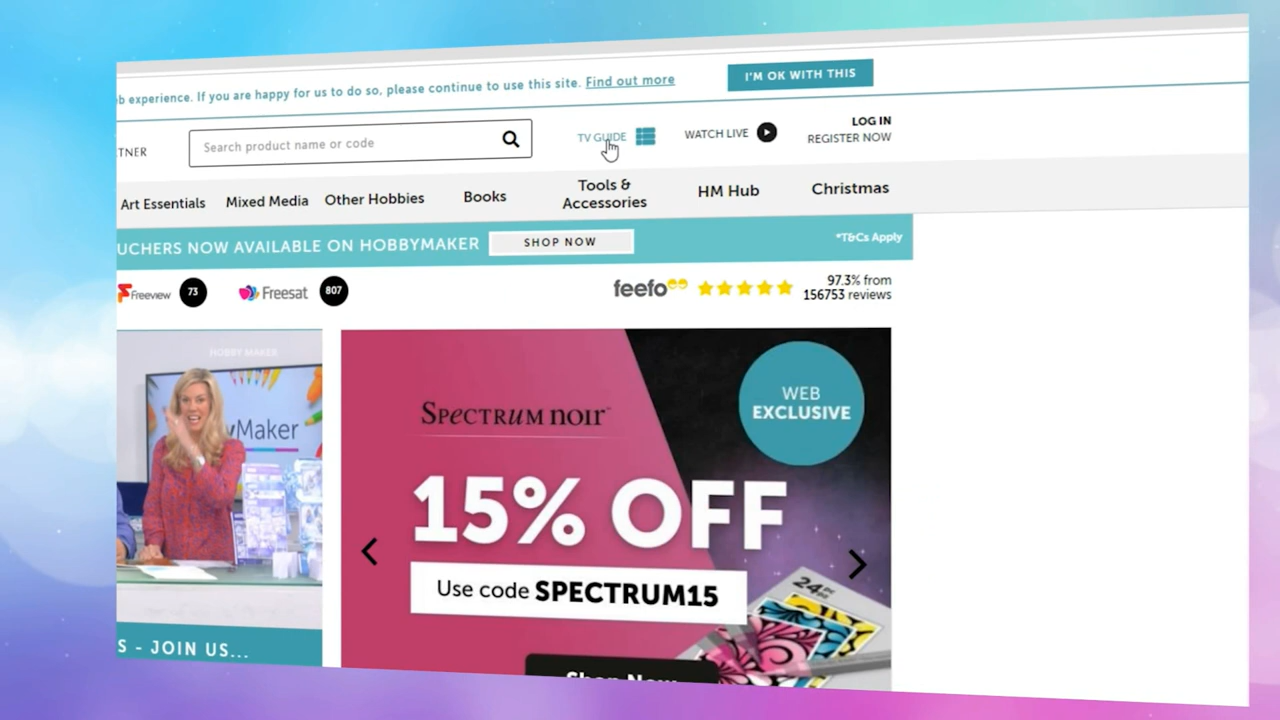 b experience. If you are happy for us to do so, please continue to use this site. Find out more
I'M OK WITH THIS
TNER
Search product name or code
TV GUIDE
WATCH LIVE
LOG IN
REGISTER NOW
Art Essentials
Mixed Media
Other Hobbies
Books
Tools &
Accessories
HM Hub
Christmas
UCHERS NOW AVAILABLE ON HOBBYMAKER
SHOP NOW
*T&Cs Apply
Freeview
73
Freesat
807
feefo
97.3% from
156753 reviews
HOBBY MAKER
yMaker
SPECTRUM NOIR
WEB
EXCLUSIVE
15% OFF
Use code SPECTRUM15
24
S - JOIN US...
Shop Now